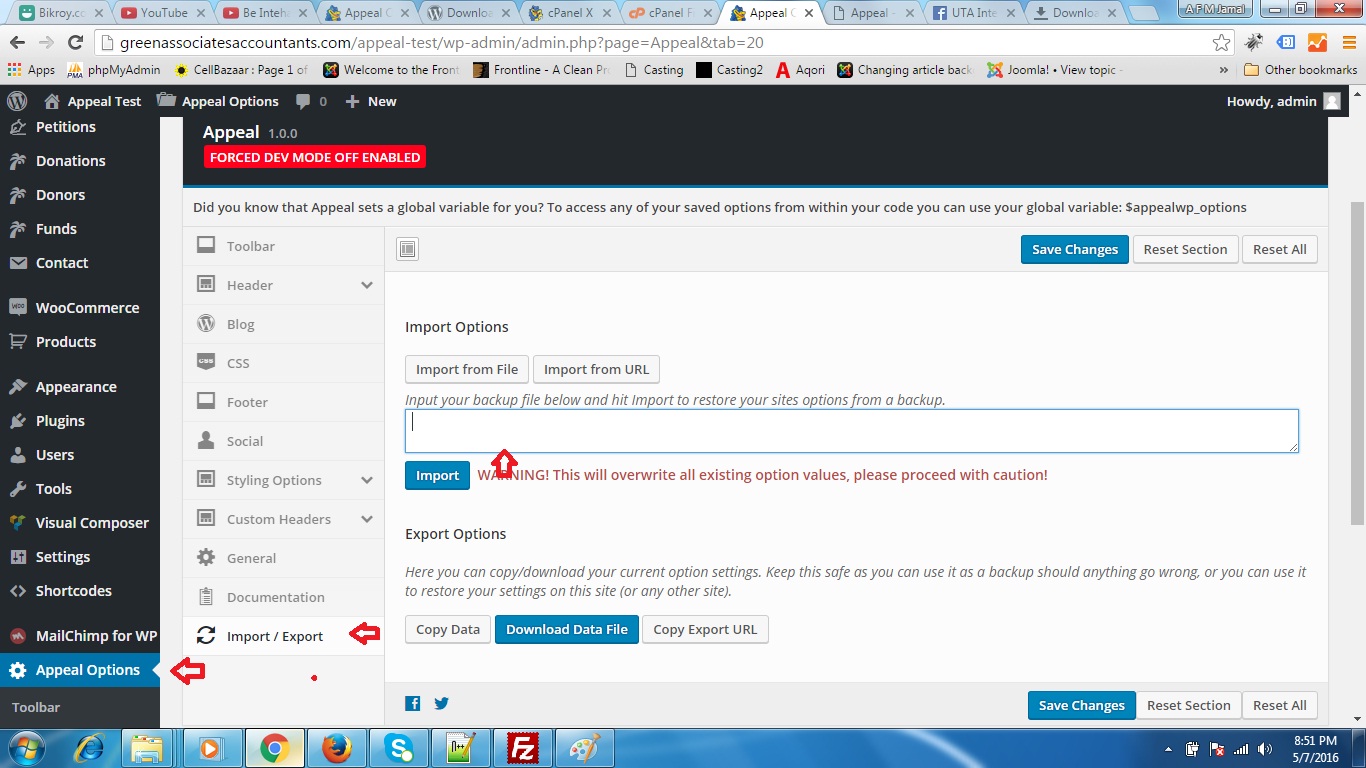 Bikroy.co
YouTube
Be Inteh
Appeal C
Downloa
cPanel X
cPanel F
Appeal C
Appeal -
UTA Inte
Downloa
A F M Jamal
greenassociatesaccountants.com/appeal-test/wp-admin/admin.php?page=Appeal&tab=20
Apps
phpMyAdmin
CellBazaar : Page 1 of
Welcome to the Front
Frontline - A Clean Pr
Casting
Casting2
Aqori
Changing article back
Joomla! • View topic -
»
Other bookmarks
Appeal Test
Appeal Options
0
New
Howdy, admin
Petitions
Donations
Donors
Funds
Contact
WooCommerce
Products
Appearance
Plugins
Users
Tools
Visual Composer
Settings
Shortcodes
MailChimp for WP
Appeal Options
Toolbar
Appeal 1.0.0
FORCED DEV MODE OFF ENABLED
Did you know that Appeal sets a global variable for you? To access any of your saved options from within your code you can use your global variable: $appealwp_options
Toolbar
Header
Blog
CSS
Footer
Social
Styling Options
Custom Headers
General
Documentation
Import / Export
Save Changes
Reset Section
Reset All
Import Options
Import from File
Import from URL
Input your backup file below and hit Import to restore your sites options from a backup.
Import
WARNING! This will overwrite all existing option values, please proceed with caution!
Export Options
Here you can copy/download your current option settings. Keep this safe as you can use it as a backup should anything go wrong, or you can use it
to restore your settings on this site (or any other site).
Copy Data
Download Data File
Copy Export URL
Save Changes
Reset Section
Reset All
8:51 PM
5/7/2016